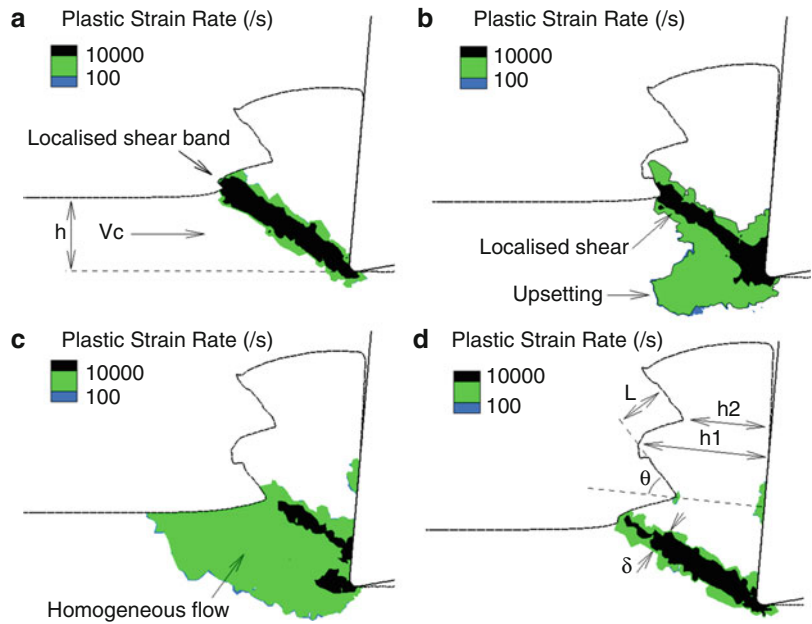 a
Plastic Strain Rate (/s)
10000
100
Localised shear band
h
Vc
b
Plastic Strain Rate (/s)
10000
100
Localised shear
Upsetting
c
Plastic Strain Rate (/s)
10000
100
Homogeneous flow
d
Plastic Strain Rate (/s)
10000
100
L
h2
h1
θ
δ